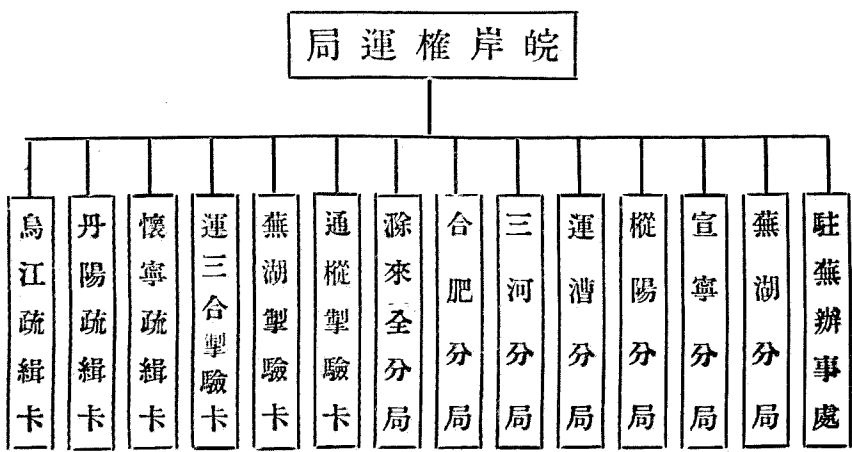 皖岸榷運局
駐蕪辦事處
蕪湖分局
宣寧分局
樅陽分局
運漕分局
三河分局
合肥分局
滁來全分局
通樅掣驗卡
蕪湖掣驗卡
運三合掣驗卡
懷寧疏緝卡
丹陽疏緝卡
烏江疏緝卡